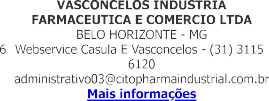 VASCONCELOS INDUSTRIA
FARMACEUTICA E COMERCIO LTDA
BELO HORIZONTE - MG
6 Webservice Casula E Vasconcelos - (31) 3115
6120
administrativo03@citopharmaindustrial.com.br
Mais informações